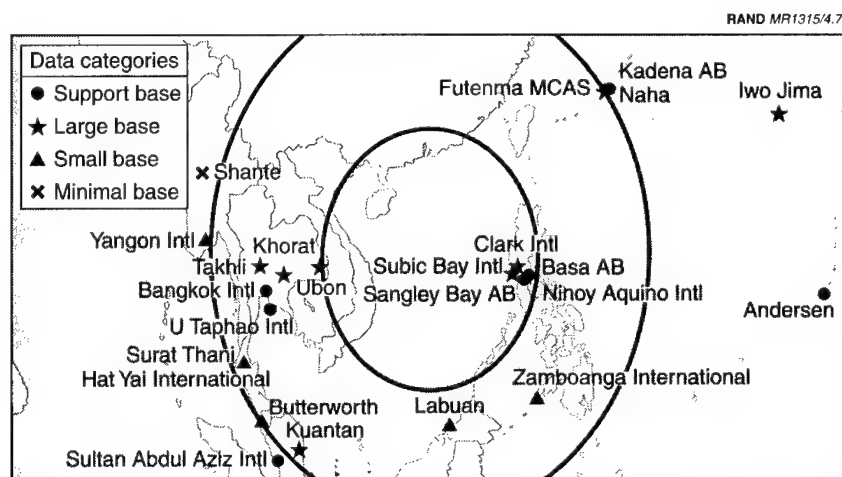 RAND MR1315/4.7
Data categories
Support base
Large base
Small base
Minimal base
Kadena AB
Futenma MCAS
Naha
Iwo Jima
Shante
Yangon Intl
Khorat
Clark Intl
Takhli
Subic Bay Intl
Basa AB
Bangkok Intl
Ubon
Sangley Bay AB
Ninoy Aquino Intl
Andersen
U Taphao Intl
Surat Thani
Hat Yai International
Zamboanga International
Butterworth
Labuan
Kuantan
Sultan Abdul Aziz Intl